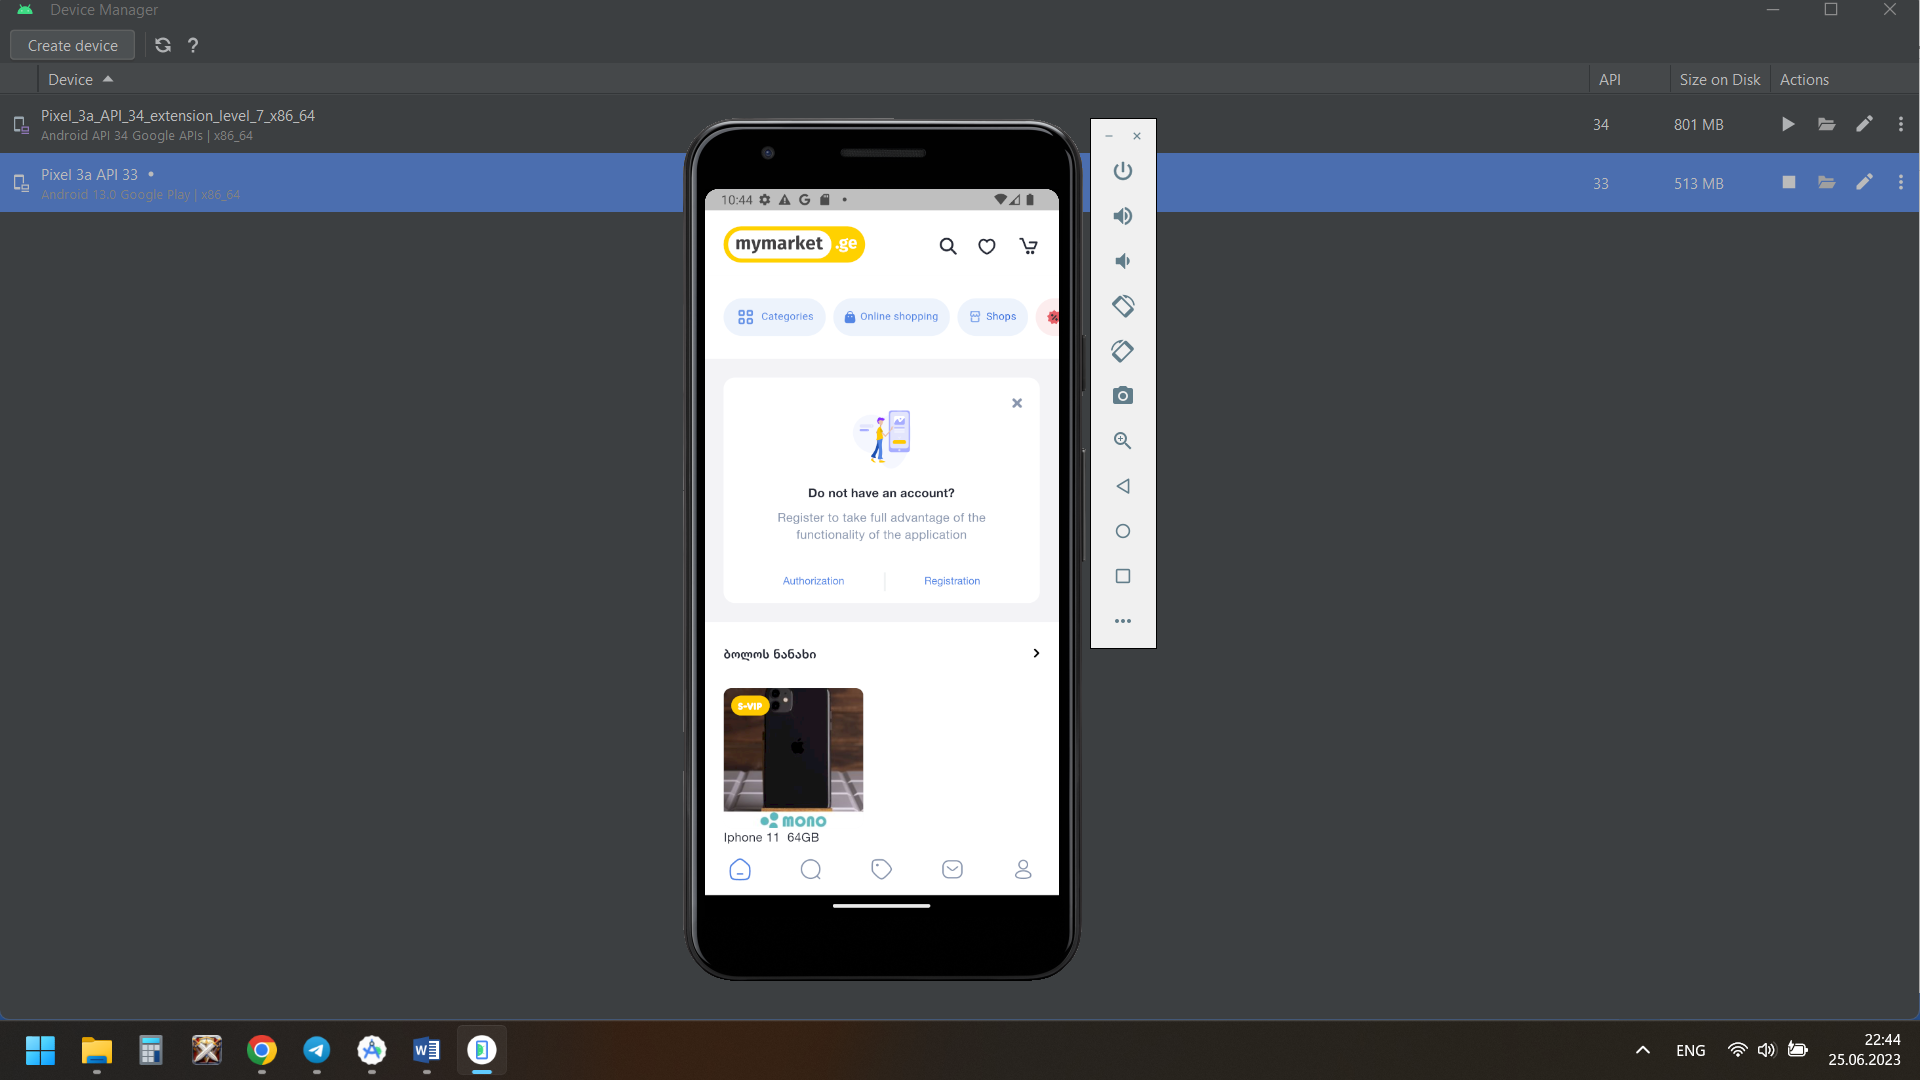 Device Manager
Create device
?
Device API Size on Disk Actions
Pixel_3a_API_34_extension_level_7_x86_64
Android API 34 Google APIs | x86_64
34 801 MB
Pixel 3a API 33 •
Android 13.0 Google Play | x86_64
33 513 MB
10:44
mymarket .ge
Categories Online shopping Shops
Do not have an account?
Register to take full advantage of the
functionality of the application
Authorization Registration
ბოლოს ნანახი
S-VIP
mono
Iphone 11 64GB
ENG
22:44
25.06.2023